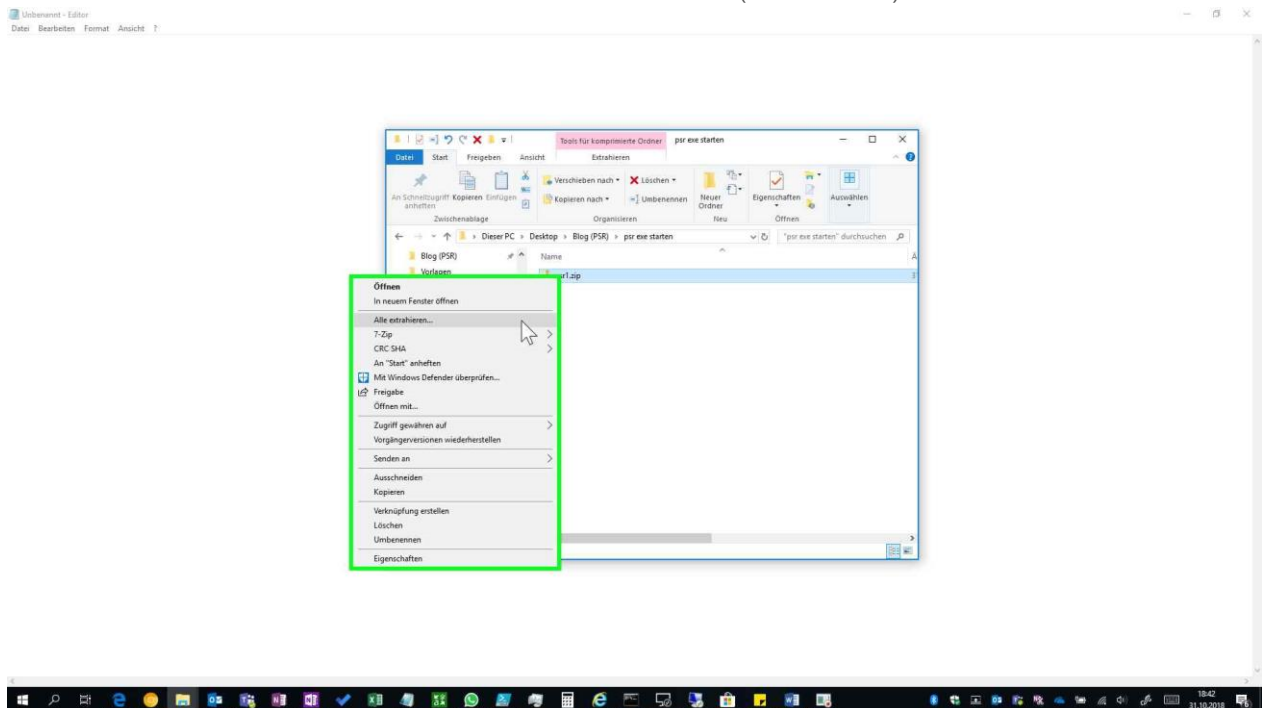 Unbenannt - Editor
Datei Bearbeiten Format Ansicht ?
Tools für komprimierte Ordner psr exe starten
Datei Start Freigeben Ansicht Extrahieren
An Schnellzugriff anheften
Kopieren Einfügen
Verschieben nach
Löschen
Kopieren nach
Umbenennen
Neuer Ordner
Eigenschaften
Auswählen
Zwischenablage Organisieren Neu Öffnen
Dieser PC > Desktop > Blog (PSR) > psr exe starten
"psr exe starten" durchsuchen
Blog (PSR)
Vorlagen
Name
Öffnen
In neuem Fenster öffnen
Alle extrahieren...
7-Zip
CRC SHA
An "Start" anheften
Mit Windows Defender überprüfen...
Freigabe
Öffnen mit...
Zugriff gewähren auf
Vorgängerversionen wiederherstellen
Senden an
Ausschneiden
Kopieren
Verknüpfung erstellen
Löschen
Umbenennen
Eigenschaften
18:42
31.10.2018